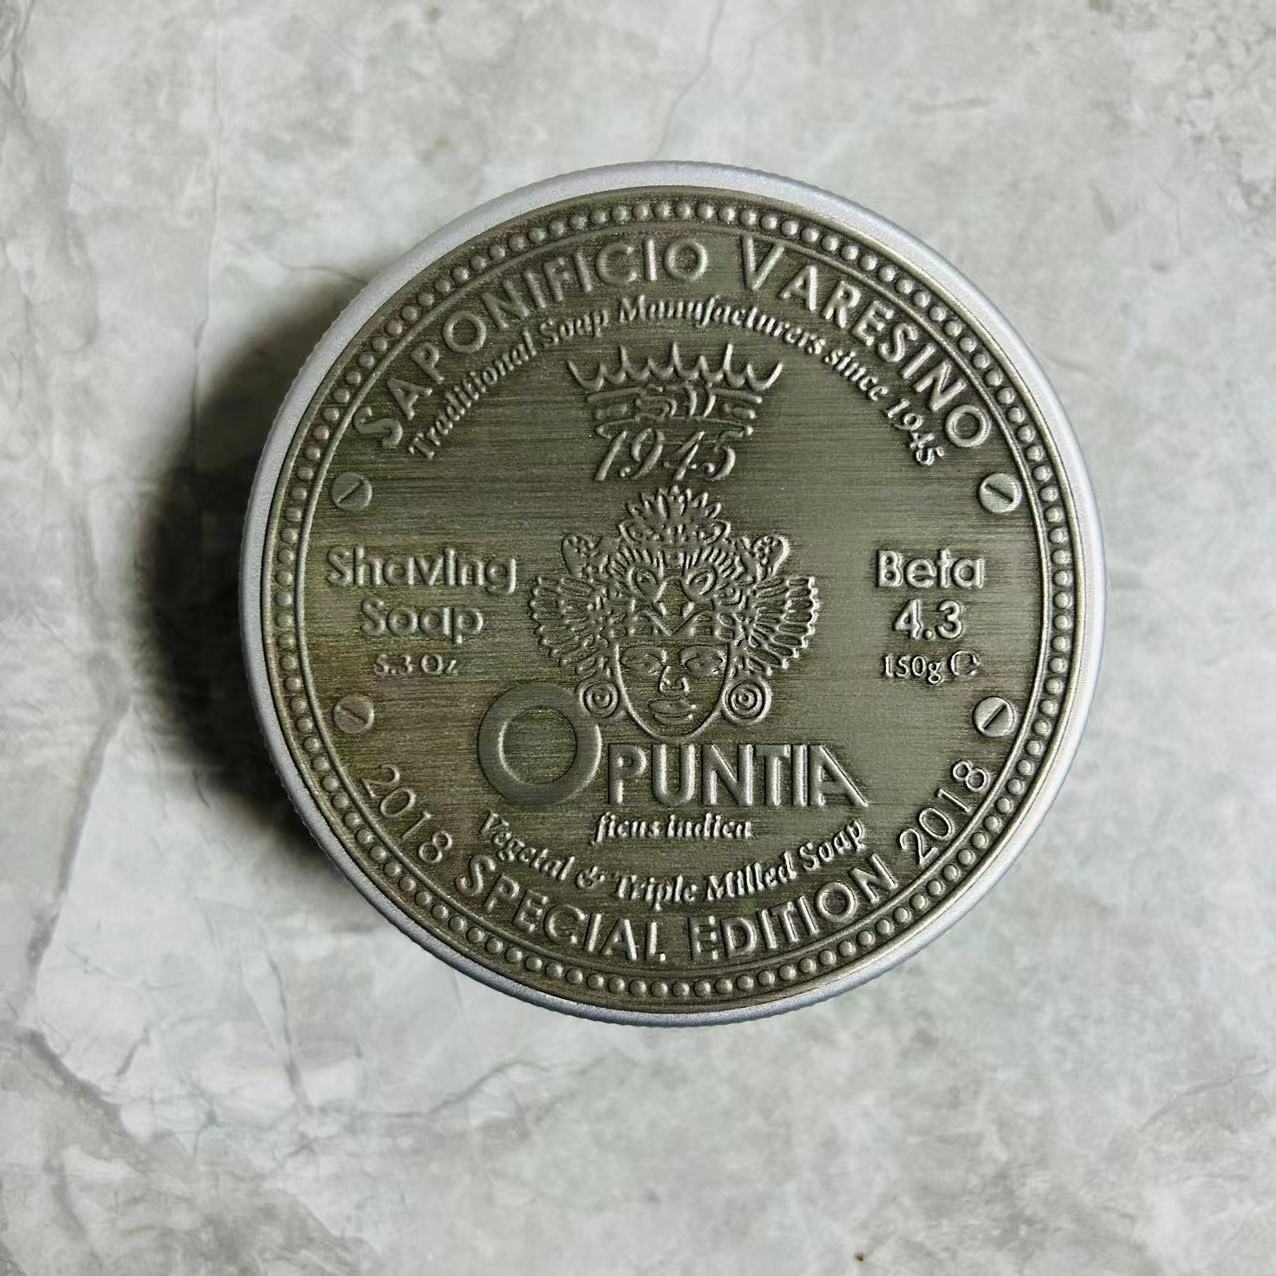 SAPONIFICIO VARESINO
Traditional Soap Manufacturers since 1945
1945
Shaving
Soap
5.3 Oz
Beta
4.3
150g ℮
OPUNTIA
ficus indica
Vegetal & Triple Milled Soap
2018 SPECIAL EDITION 2018